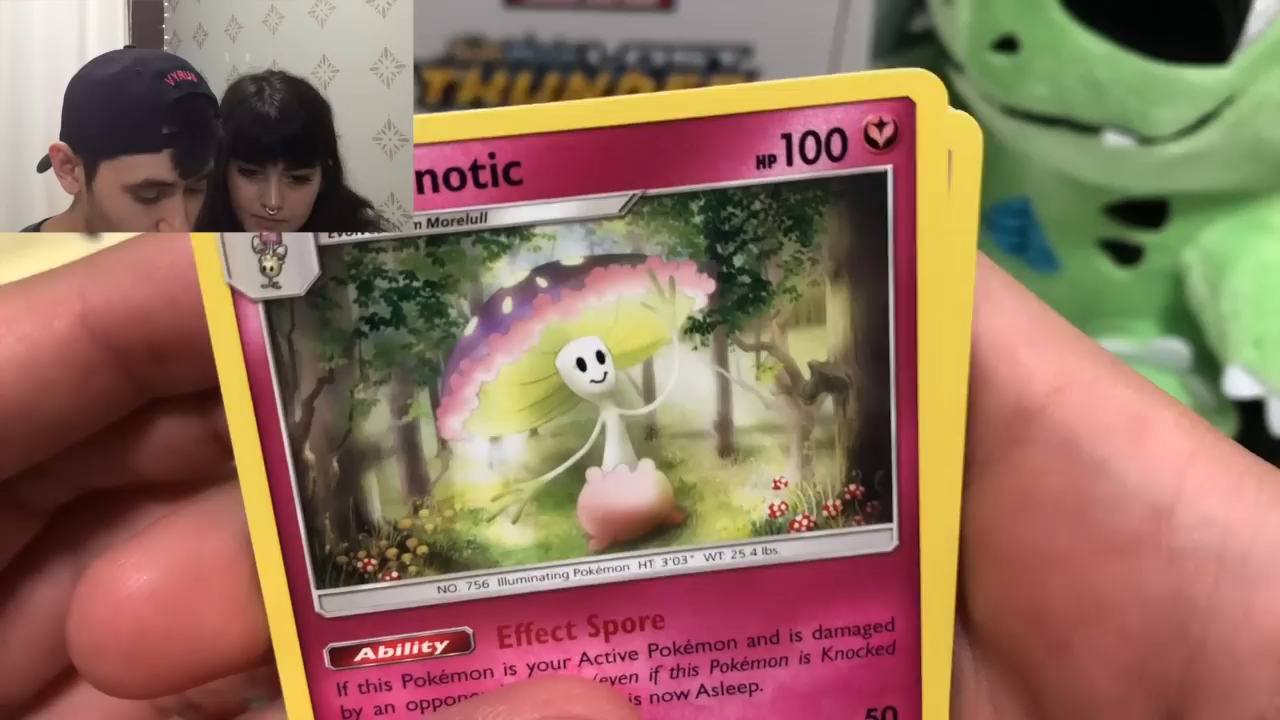 VYRUS
THUNDER
notic
HP 100
m Morelull
NO. 756 Illuminating Pokémon HT: 3'03" WT: 25.4 lbs.
Ability Effect Spore
If this Pokémon is your Active Pokémon and is damaged
by an oppone (even if this Pokémon is Knocked
is now Asleep.
50